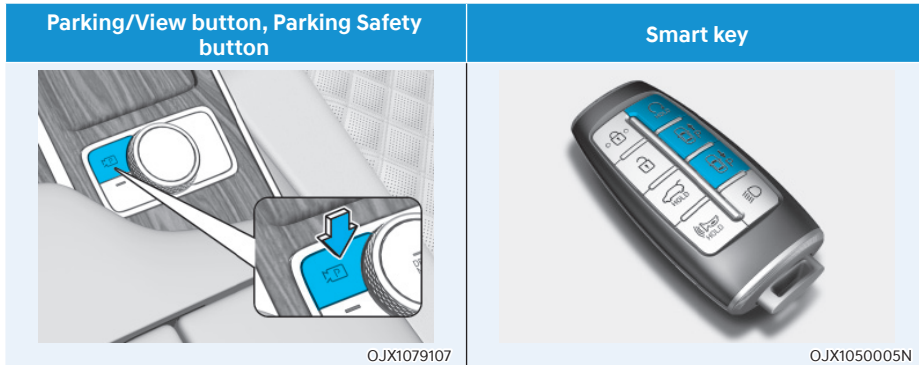 Parking/View button, Parking Safety
button
Smart key
P
P
HOLD
HOLD
OJX1079107
OJX1050005N